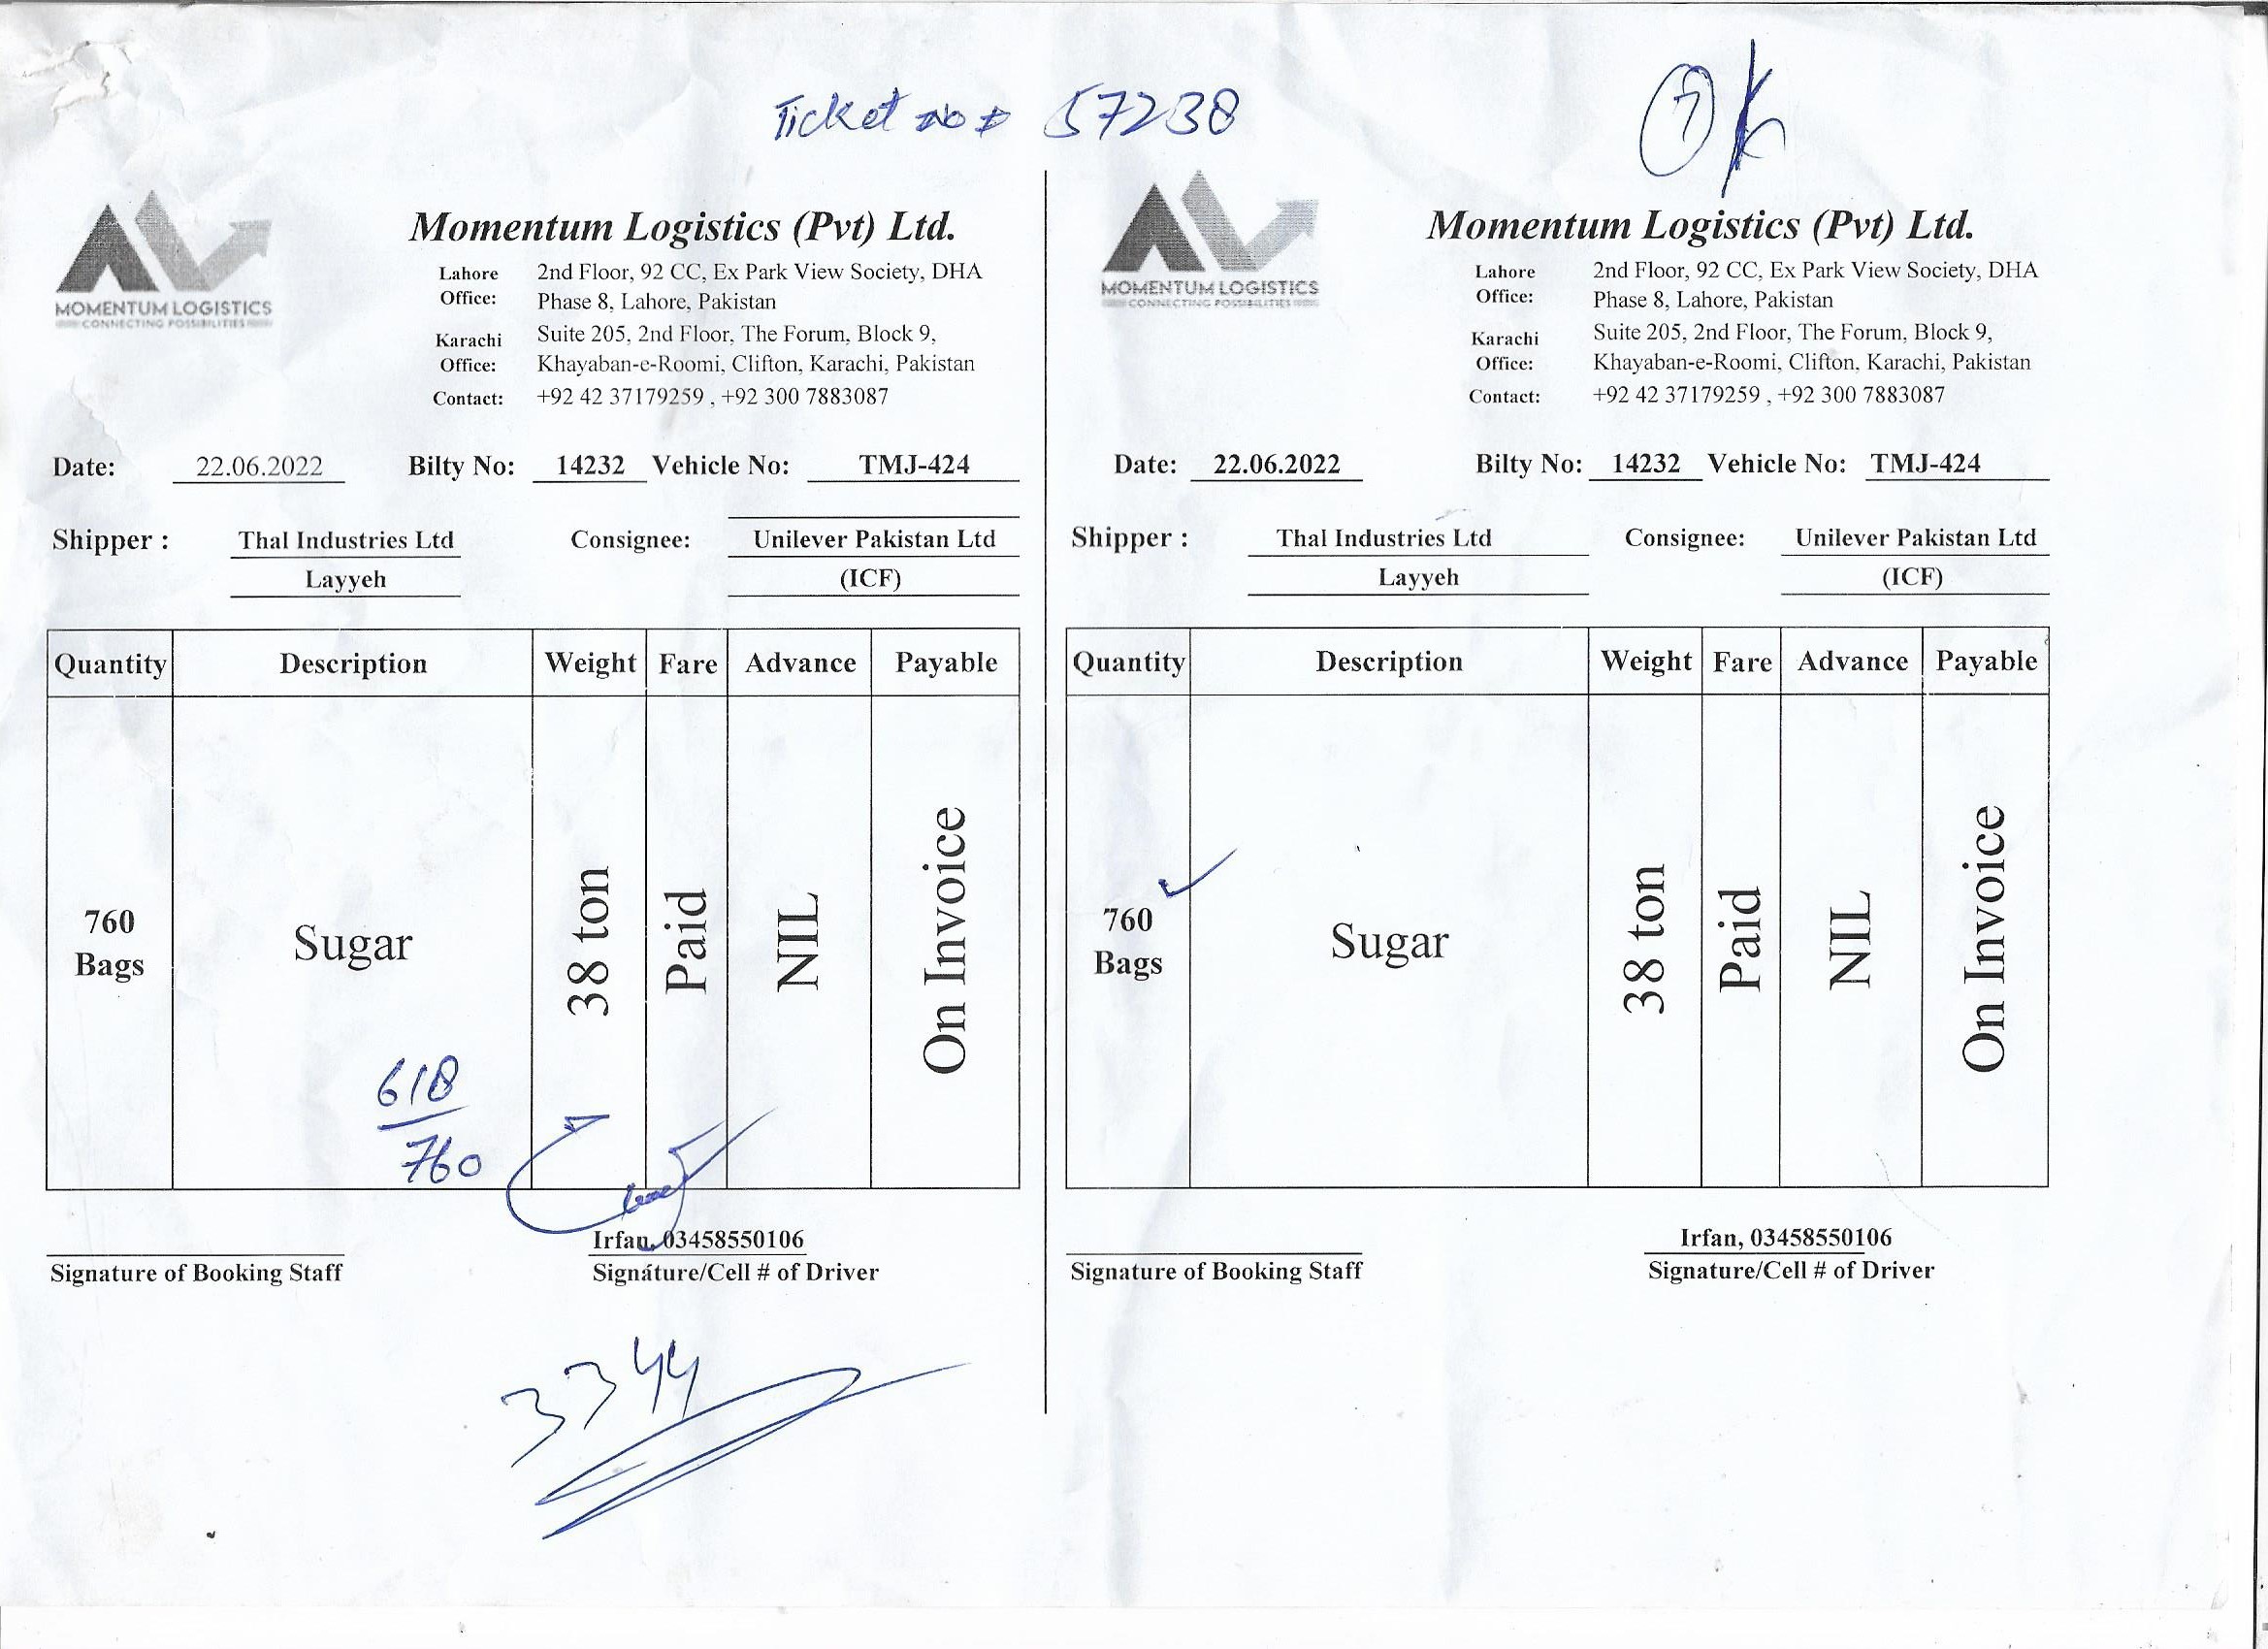 Ticket No # 57238
OK
MOMENTUM LOGISTICS
CONNECTING POSSIBILITIES
Momentum Logistics (Pvt) Ltd.
Lahore Office: 2nd Floor, 92 CC, Ex Park View Society, DHA
Phase 8, Lahore, Pakistan
Karachi Office: Suite 205, 2nd Floor, The Forum, Block 9,
Khayaban-e-Roomi, Clifton, Karachi, Pakistan
Contact: +92 42 37179259 , +92 300 7883087
Date: 22.06.2022 Bilty No: 14232 Vehicle No: TMJ-424
Shipper : Thal Industries Ltd Consignee: Unilever Pakistan Ltd
Layyeh (ICF)
Quantity Description Weight Fare Advance Payable
760 Bags Sugar 38 ton Paid NIL On Invoice
618
760
Irfan, 03458550106
Signature of Booking Staff Signature/Cell # of Driver
3344
MOMENTUM LOGISTICS
CONNECTING POSSIBILITIES
Momentum Logistics (Pvt) Ltd.
Lahore Office: 2nd Floor, 92 CC, Ex Park View Society, DHA
Phase 8, Lahore, Pakistan
Karachi Office: Suite 205, 2nd Floor, The Forum, Block 9,
Khayaban-e-Roomi, Clifton, Karachi, Pakistan
Contact: +92 42 37179259 , +92 300 7883087
Date: 22.06.2022 Bilty No: 14232 Vehicle No: TMJ-424
Shipper : Thal Industries Ltd Consignee: Unilever Pakistan Ltd
Layyeh (ICF)
Quantity Description Weight Fare Advance Payable
760 Bags Sugar 38 ton Paid NIL On Invoice
Irfan, 03458550106
Signature of Booking Staff Signature/Cell # of Driver